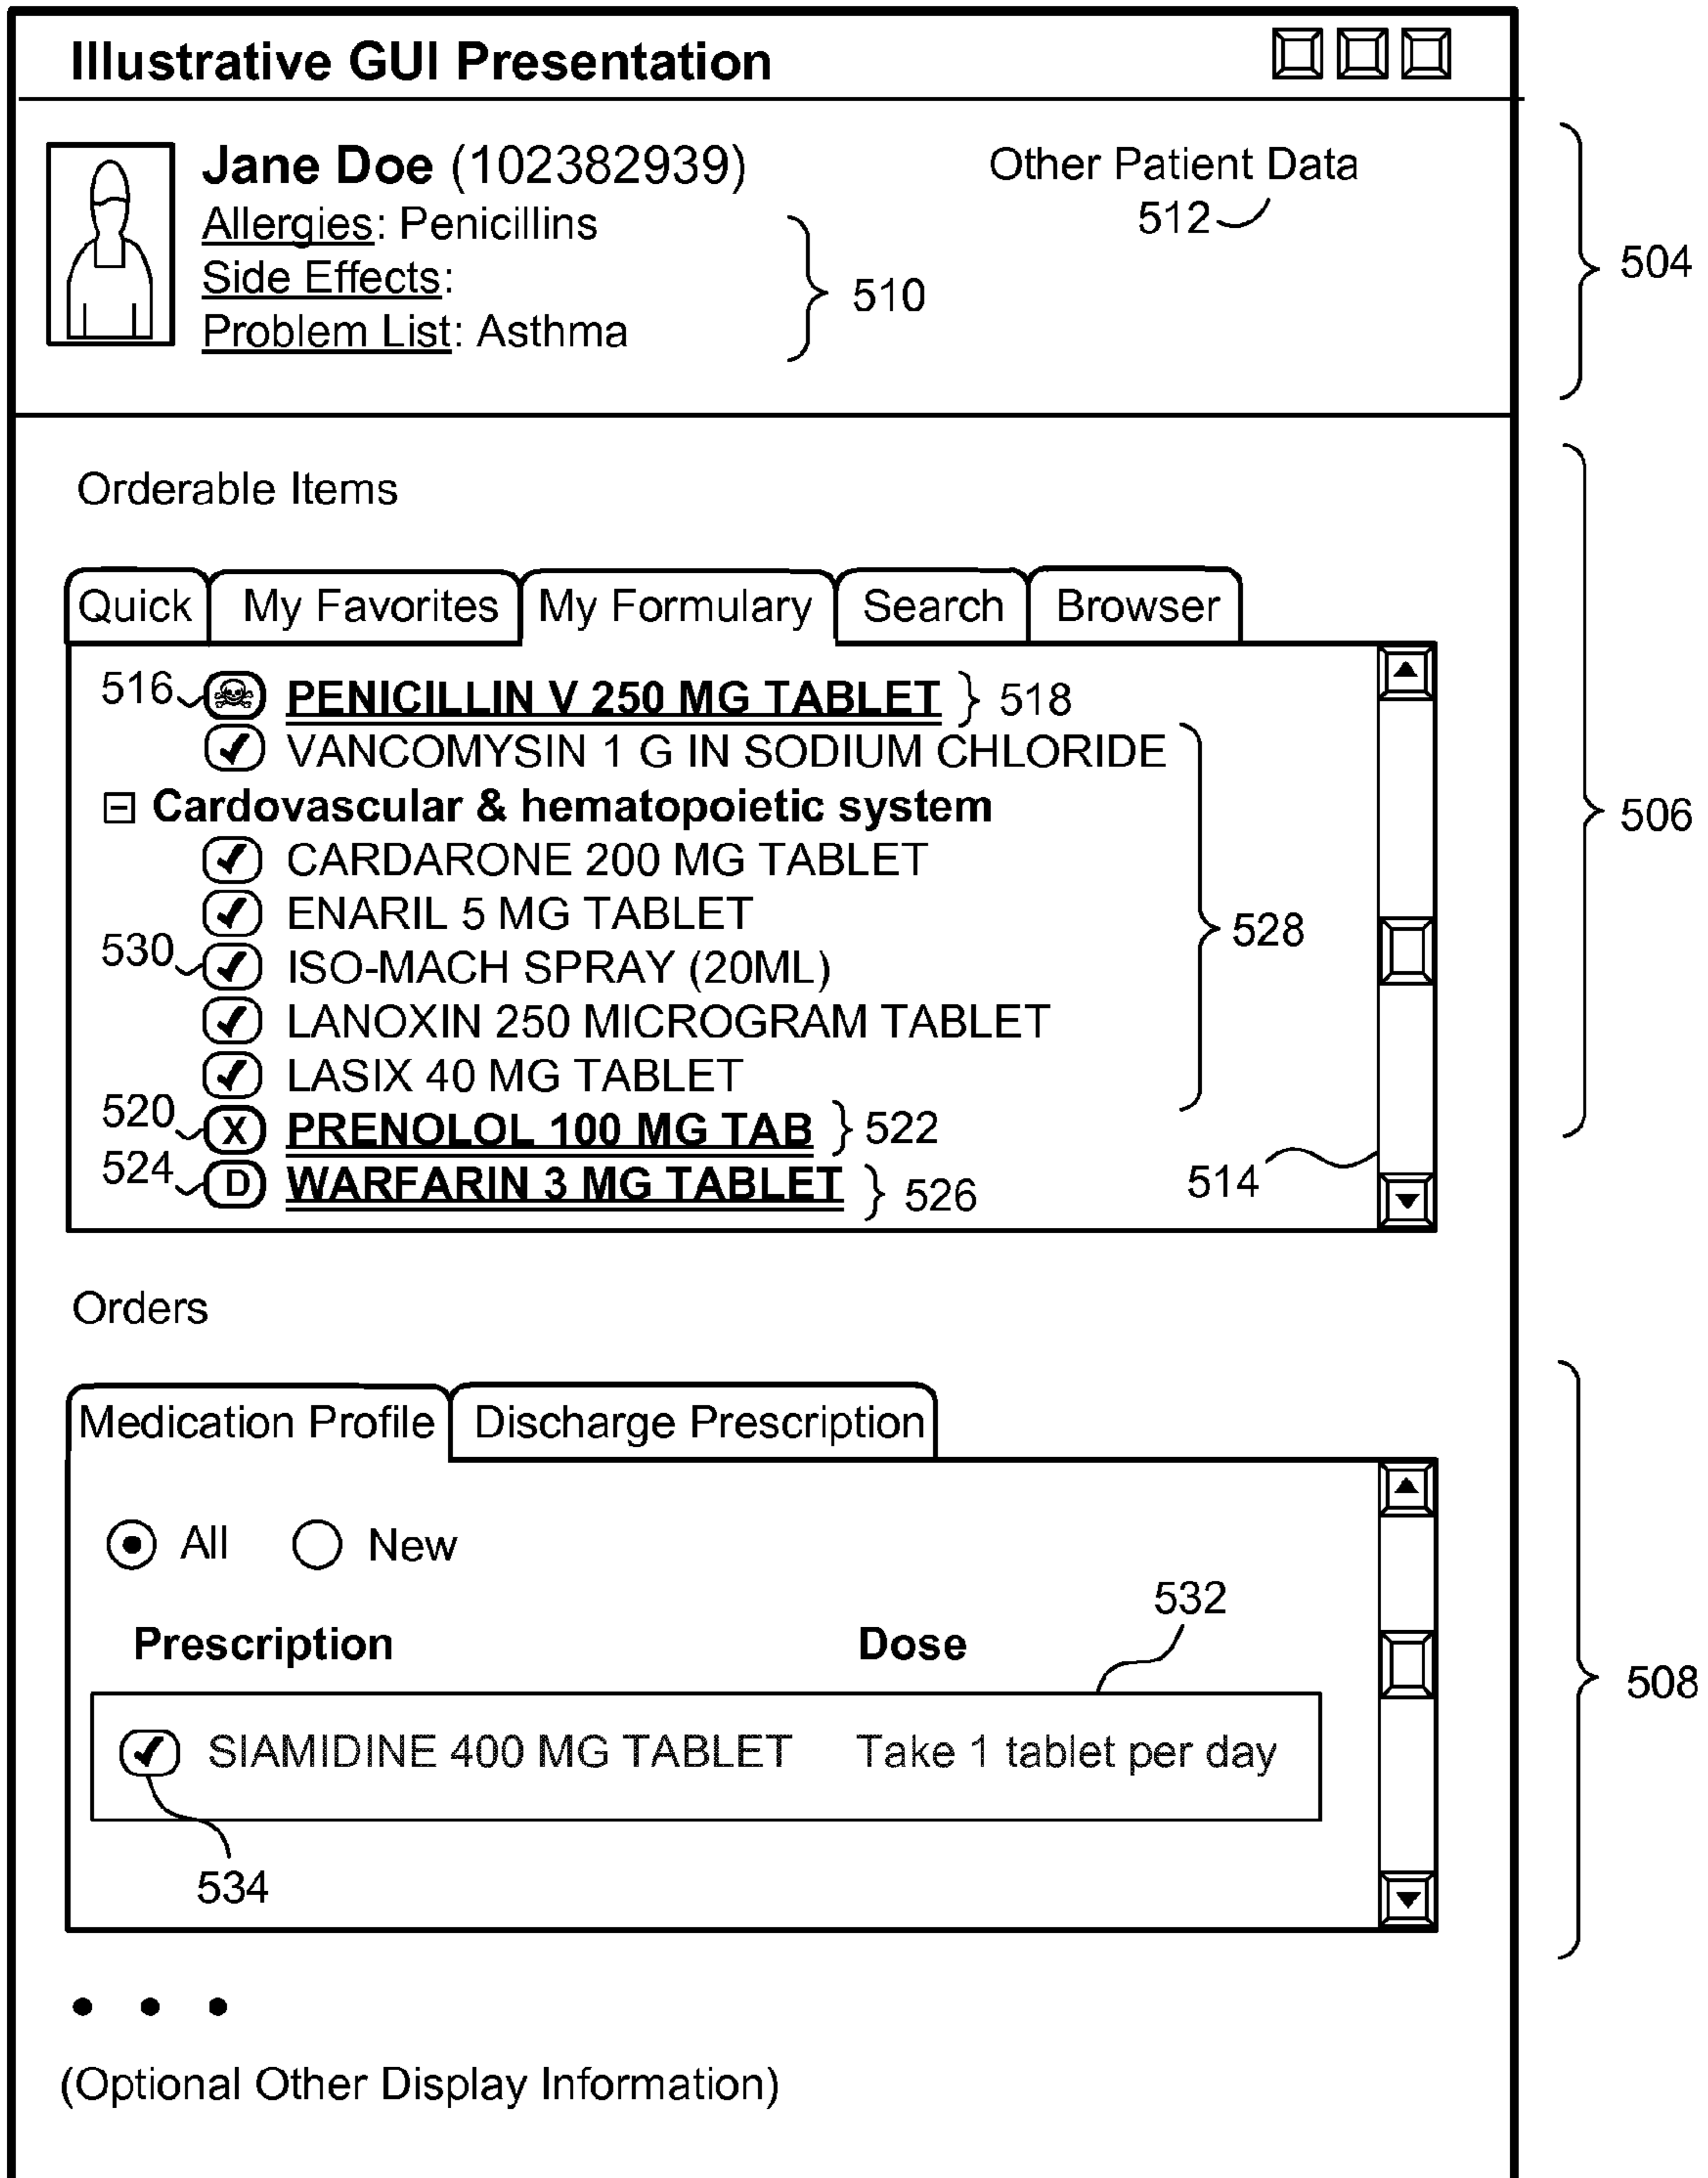 Illustrative GUI Presentation
Jane Doe (102382939)
Other Patient Data
Allergies: Penicillins
512
Side Effects:
504
510
Problem List: Asthma
Orderable Items
Quick My Favorites My Formulary Search Browser
516 PENICILLIN V 250 MG TABLET 518
VANCOMYSIN 1 G IN SODIUM CHLORIDE
Cardovascular & hematopoietic system
506
CARDARONE 200 MG TABLET
ENARIL 5 MG TABLET
528
530 ISO-MACH SPRAY (20ML)
LANOXIN 250 MICROGRAM TABLET
LASIX 40 MG TABLET
520 X PRENOLOL 100 MG TAB 522
524 D WARFARIN 3 MG TABLET 526
514
Orders
Medication Profile Discharge Prescription
All New
532
Prescription Dose
508
SIAMIDINE 400 MG TABLET Take 1 tablet per day
534
• • •
(Optional Other Display Information)